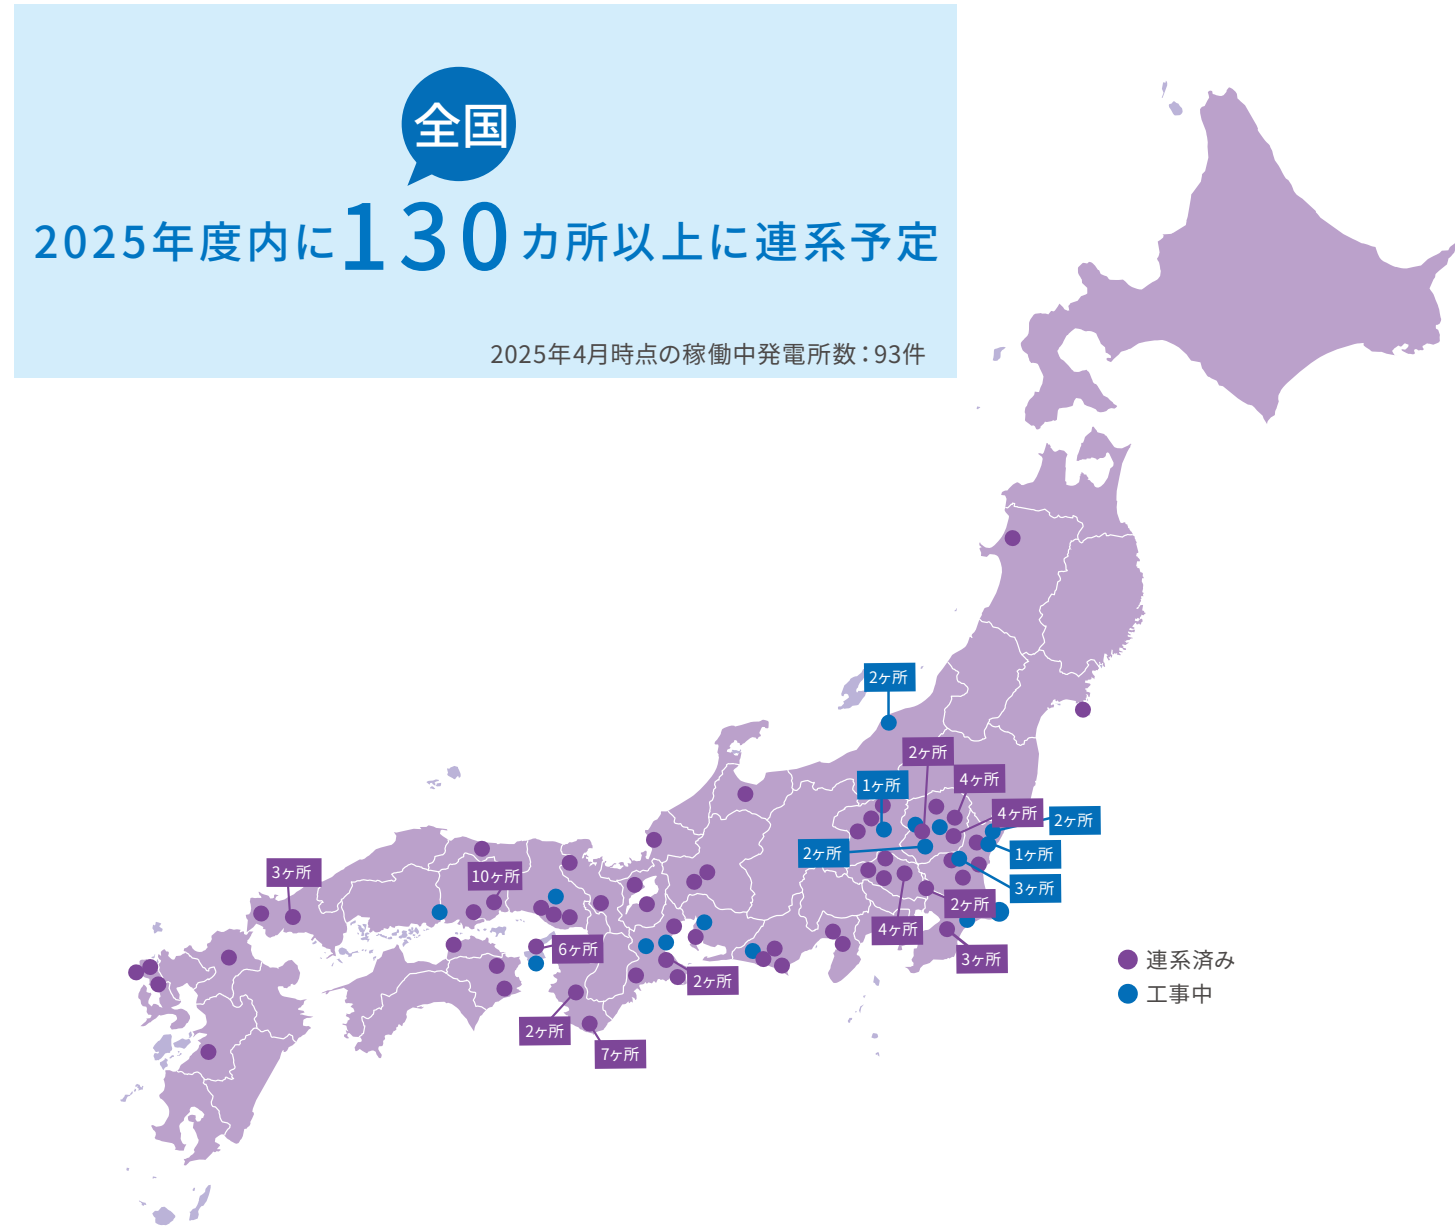 全国
2025年度内に130カ所以上に連系予定
2025年4月時点の稼働中発電所数：93件
2ヶ所
2ヶ所
4ヶ所
1ヶ所
4ヶ所
2ヶ所
2ヶ所
1ヶ所
3ヶ所
10ヶ所
3ヶ所
2ヶ所
4ヶ所
6ヶ所
3ヶ所
2ヶ所
2ヶ所
7ヶ所
連系済み
工事中